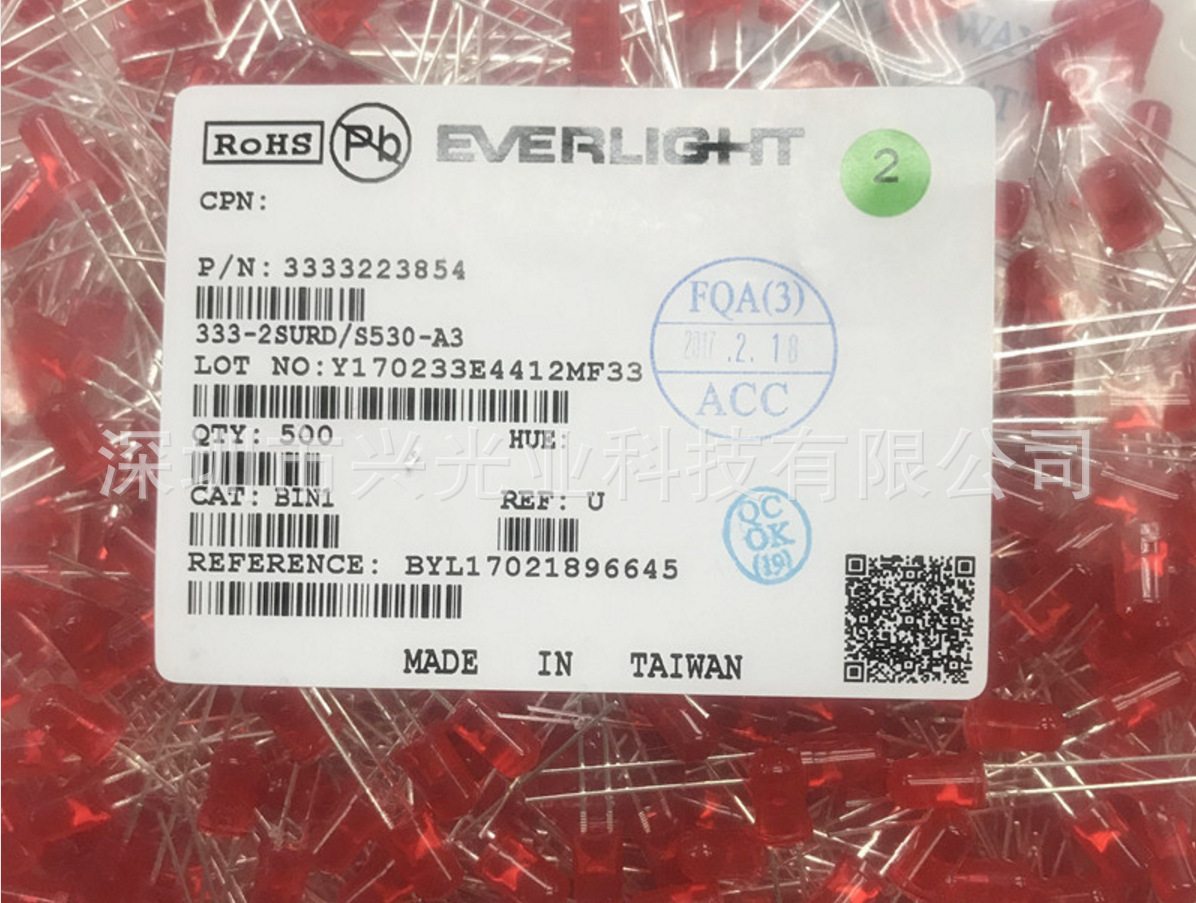 RoHS Pb EVERLIGHT
2
CPN:
P/N: 3333223854
333-2SURD/S530-A3
LOT NO:Y170233E4412MF33
FQA(3)
2017.2.18
ACC
QTY: 500 HUE:
深圳市兴光业科技有限公司
CAT: BIN1 REF: U
QC
OK
(19)
REFERENCE: BYL17021896645
MADE IN TAIWAN